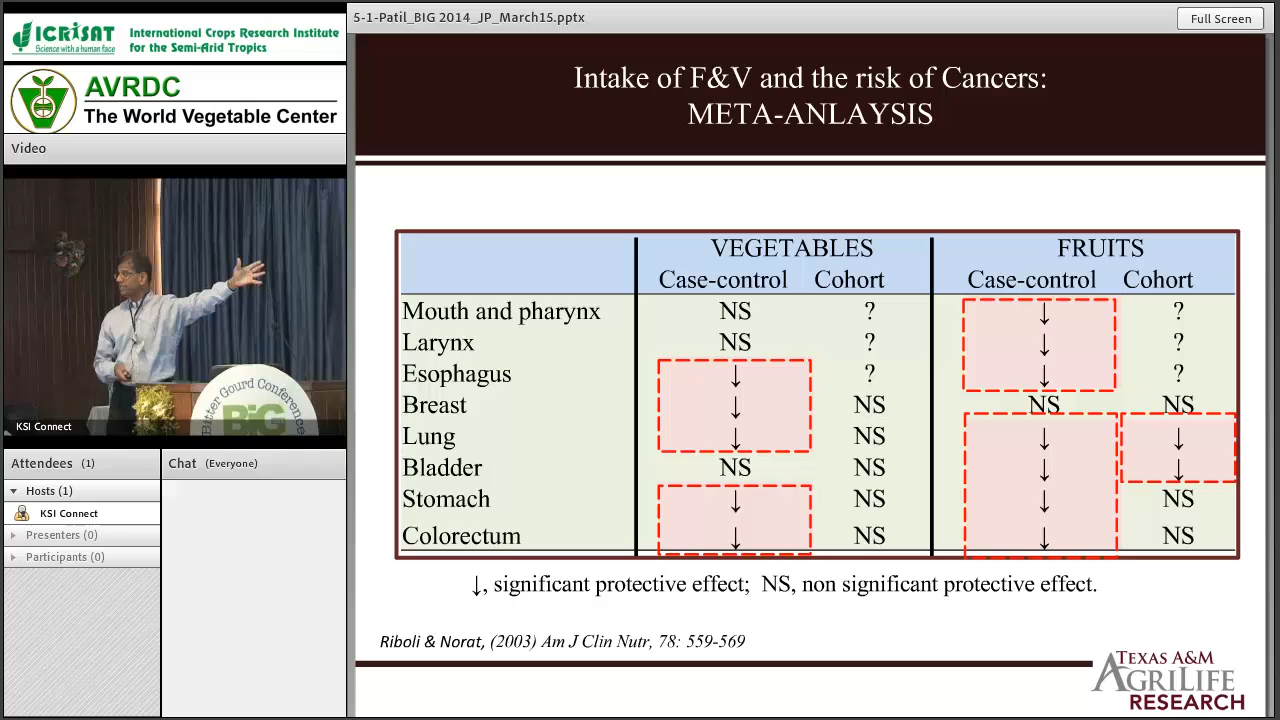 5-1-Patil_BIG 2014_JP_March15.pptx
Full Screen
ICRISAT
Science with a human face
International Crops Research Institute
for the Semi-Arid Tropics
AVRDC
The World Vegetable Center
Video
Bitter Gourd Conference
BiG
KSI Connect
Attendees (1)
Hosts (1)
KSI Connect
Presenters (0)
Participants (0)
Chat (Everyone)
Intake of F&V and the risk of Cancers:
META-ANLAYSIS
VEGETABLES FRUITS
Case-control Cohort Case-control Cohort
Mouth and pharynx NS ? ↓ ?
Larynx NS ? ↓ ?
Esophagus ↓ ? ↓ ?
Breast ↓ NS NS NS
Lung ↓ NS ↓ ↓
Bladder NS NS ↓ ↓
Stomach ↓ NS ↓ NS
Colorectum ↓ NS ↓ NS
↓, significant protective effect; NS, non significant protective effect.
Riboli & Norat, (2003) Am J Clin Nutr, 78: 559-569
TEXAS A&M
AGRILIFE
RESEARCH